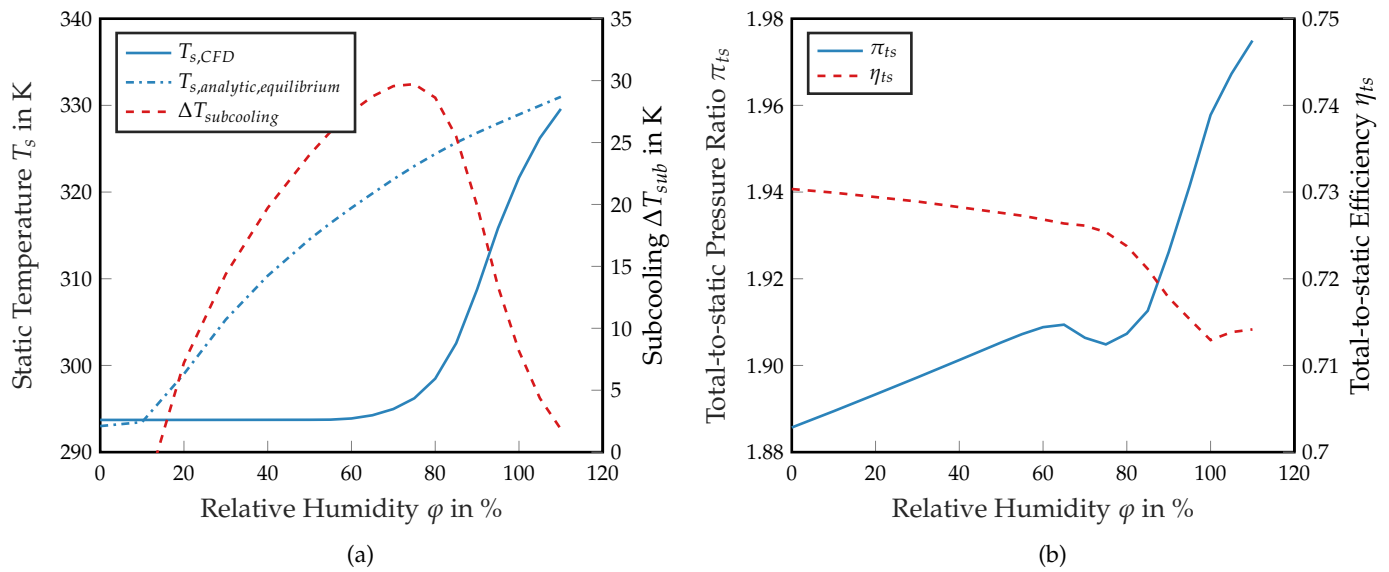 340
330
320
310
300
290
Static Temperature T_s in K
T_{s,CFD}
T_{s,analytic,equilibrium}
ΔT_{subcooling}
35
30
25
20
15
10
5
0
Subcooling ΔT_{sub} in K
0 20 40 60 80 100 120
Relative Humidity φ in %
(a)
1.98
1.96
1.94
1.92
1.90
1.88
Total-to-static Pressure Ratio π_{ts}
π_{ts}
η_{ts}
0.75
0.74
0.73
0.72
0.71
0.7
Total-to-static Efficiency η_{ts}
0 20 40 60 80 100 120
Relative Humidity φ in %
(b)